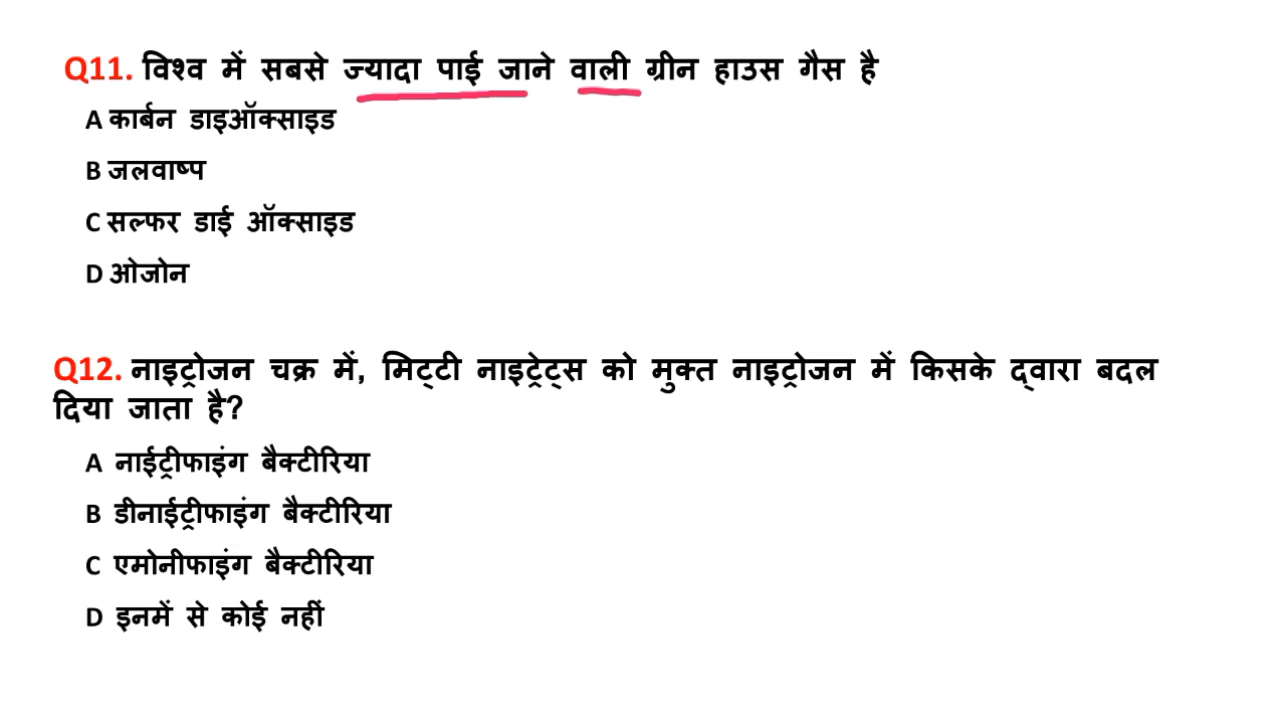 Q11. विश्व में सबसे ज्यादा पाई जाने वाली ग्रीन हाउस गैस है
A कार्बन डाइऑक्साइड
B जलवाष्प
C सल्फर डाई ऑक्साइड
D ओजोन
Q12. नाइट्रोजन चक्र में, मिट्टी नाइट्रेट्स को मुक्त नाइट्रोजन में किसके द्वारा बदल
दिया जाता है?
A नाईट्रीफाइंग बैक्टीरिया
B डीनाईट्रीफाइंग बैक्टीरिया
C एमोनीफाइंग बैक्टीरिया
D इनमें से कोई नहीं